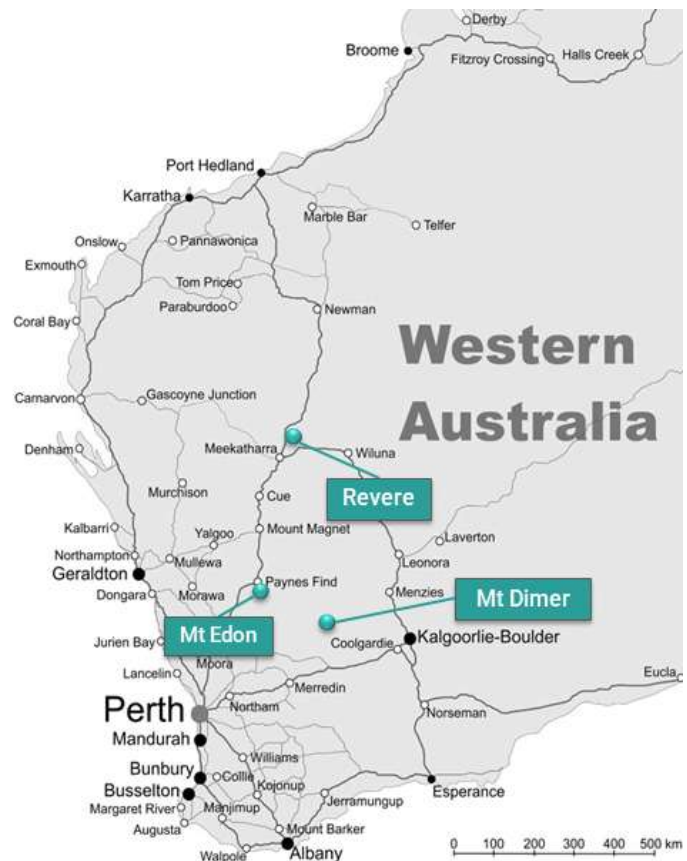 Derby
Broome
Fitzroy Crossing
Halls Creek
Port Hedland
Karratha
Marble Bar
Telfer
Onslow
Pannawonica
Exmouth
Tom Price
Paraburdoo
Newman
Coral Bay
Western
Australia
Carnarvon
Gascoyne Junction
Denham
Meekatharra
Wiluna
Revere
Murchison
Cue
Kalbarri
Yalgoo
Mount Magnet
Laverton
Northampton
Mullewa
Leonora
Geraldton
Paynes Find
Dongara
Morawa
Menzies
Mt Dimer
Mt Edon
Jurien Bay
Kalgoorlie-Boulder
Coolgardie
Moora
Lancelin
Merredin
Eucla
Perth
Northam
Norseman
Mandurah
Williams
Bunbury
Collie
Kojonup
Esperance
Busselton
Jerramungup
Margaret River
Manjimup
Augusta
Mount Barker
Walpole
Albany
0 100 200 300 400 500 km